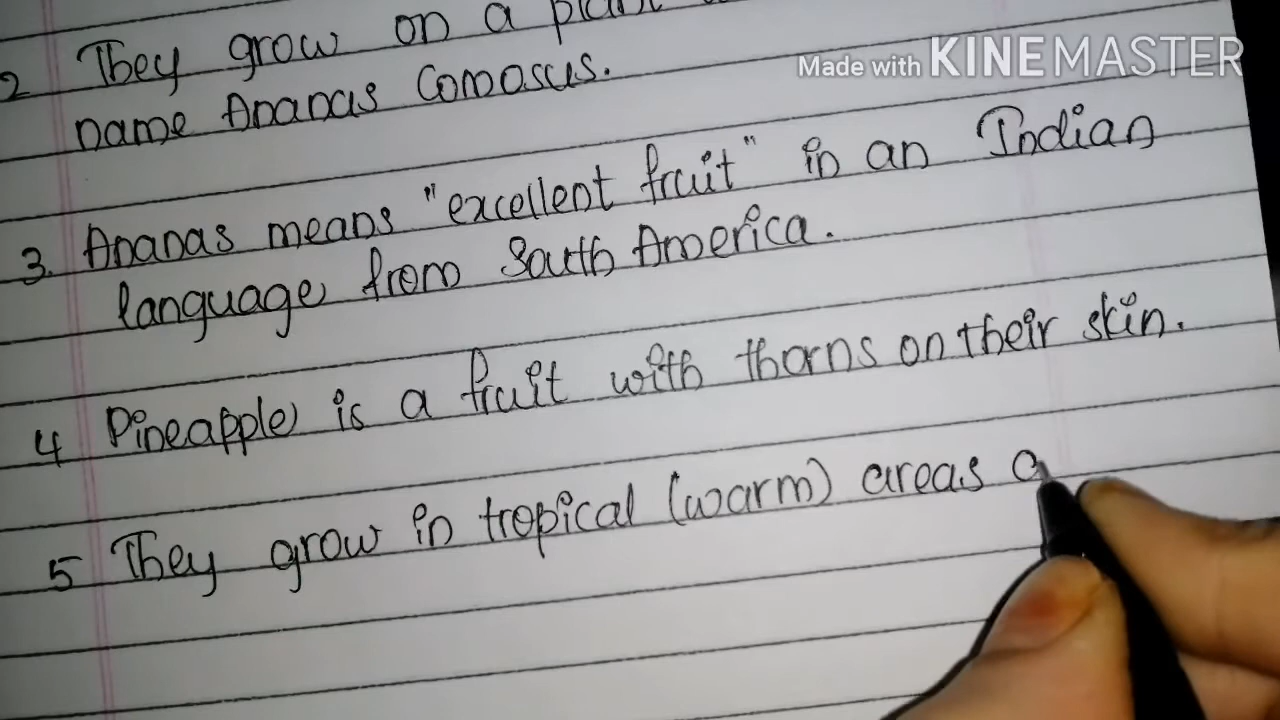 2 They grow on a plant
Made with KINEMASTER
name Ananas Comosus.
3. Ananas means "excellent fruit" in an Indian
language from South America.
4 Pineapple is a fruit with thorns on their skin.
5 They grow in tropical (warm) areas